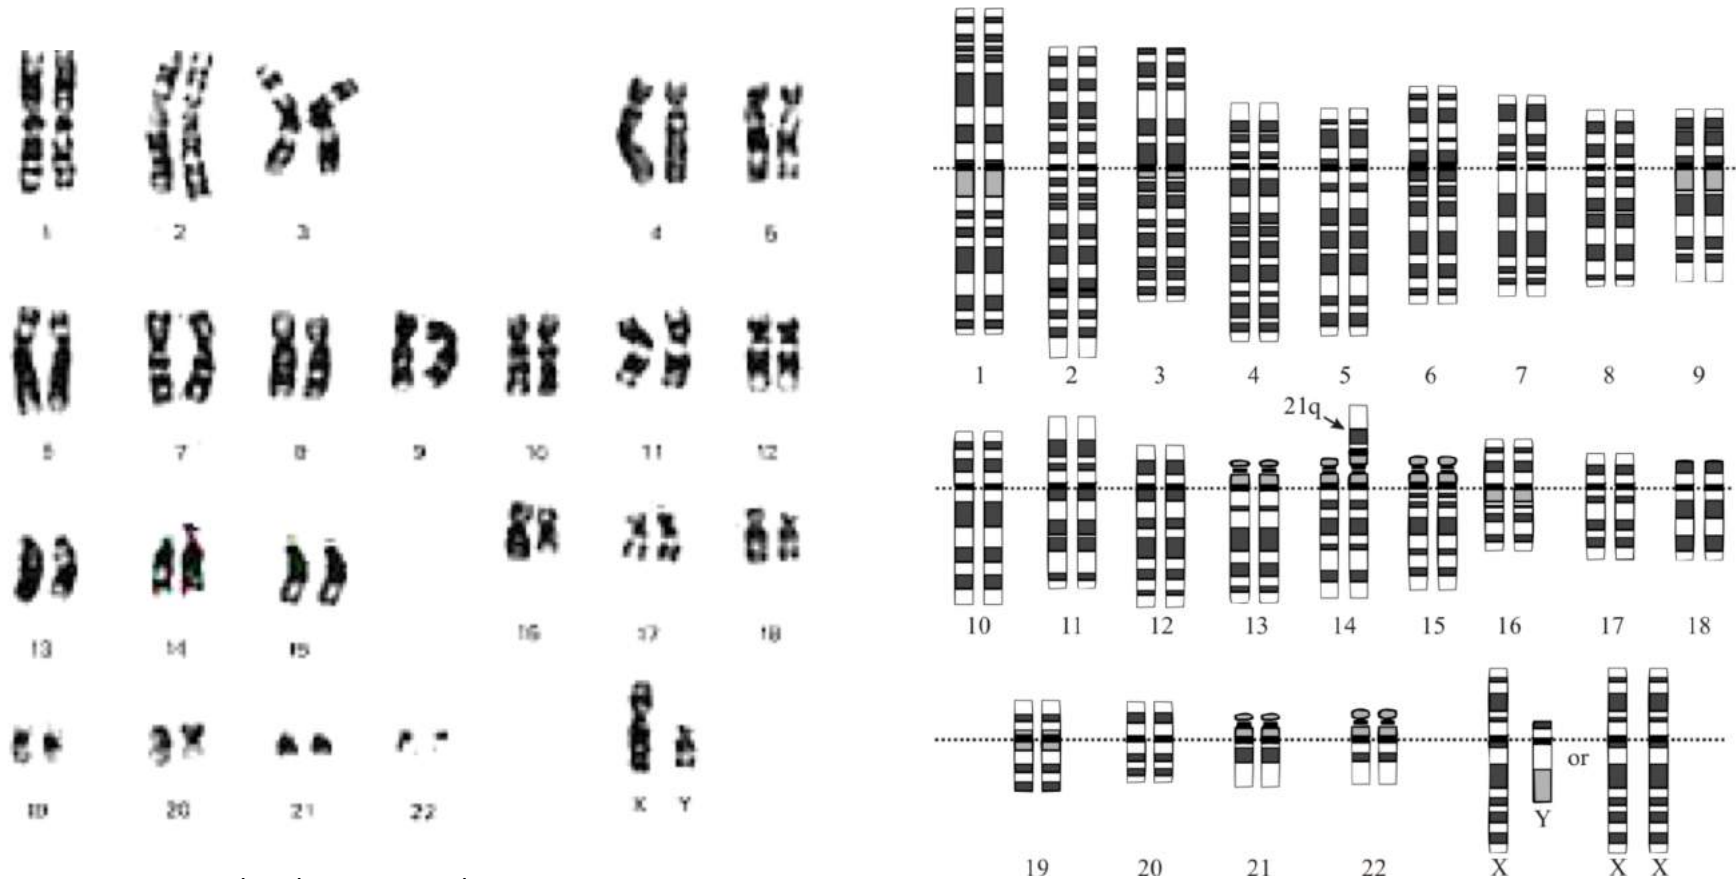 1 2 3 4 5
6 7 8 9 10 11 12
13 14 15 16 17 18
19 20 21 22 X Y
1 2 3 4 5 6 7 8 9
21q
10 11 12 13 14 15 16 17 18
or
Y
19 20 21 22 X X X